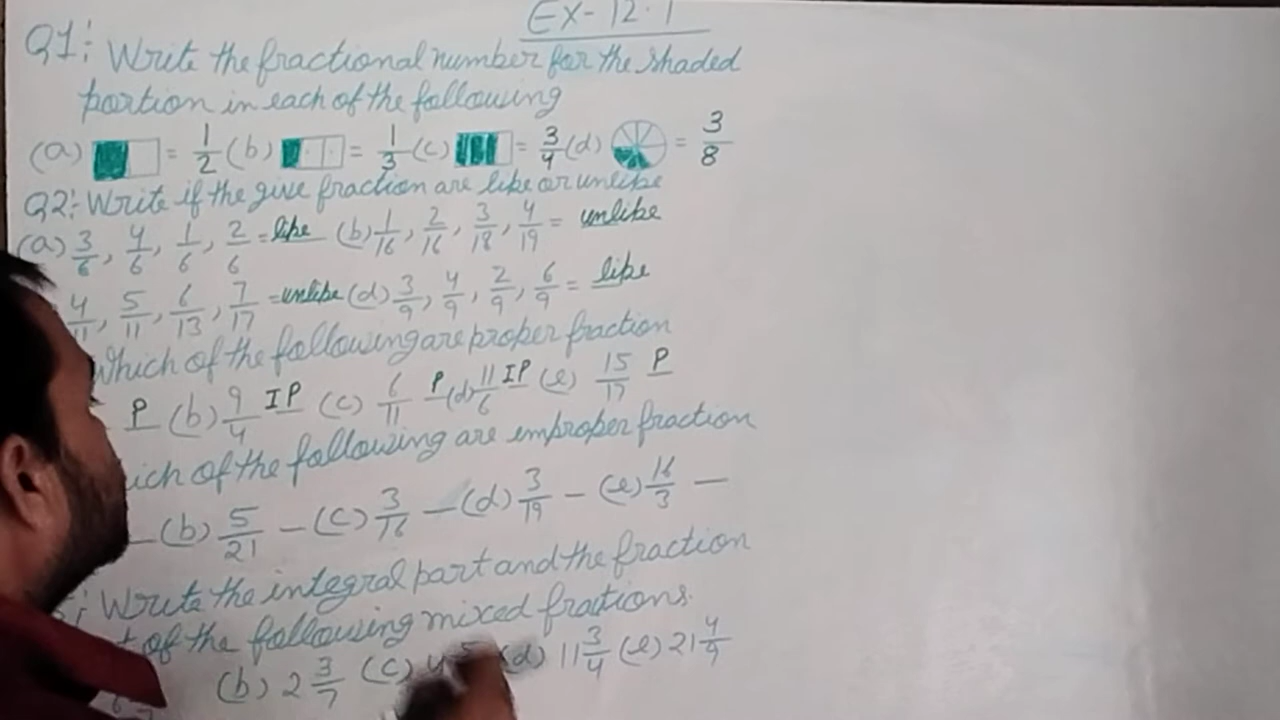 Ex-12.1
Q1: Write the fractional number for the shaded
portion in each of the following
(a) = 1/2 (b) = 1/3 (c) = 3/4 (d) = 3/8
Q2: Write if the give fraction are like or unlike
(a) 3/6, 4/6, 1/6, 2/6 = like (b) 1/16, 2/16, 3/18, 4/19 = unlike
4/11, 5/11, 6/13, 7/17 = unlike (d) 3/9, 4/9, 2/9, 6/9 = like
Which of the following are proper fraction
P (b) 9/4 IP (c) 6/11 P (d) 11/6 IP (e) 15/17 P
ich of the following are improper fraction
— (b) 5/21 — (c) 3/16 — (d) 3/19 — (e) 16/3 —
; Write the integral part and the fraction
t of the following mixed fractions.
(b) 2 3/7 (c) 4 (d) 11 3/4 (e) 21 4/9